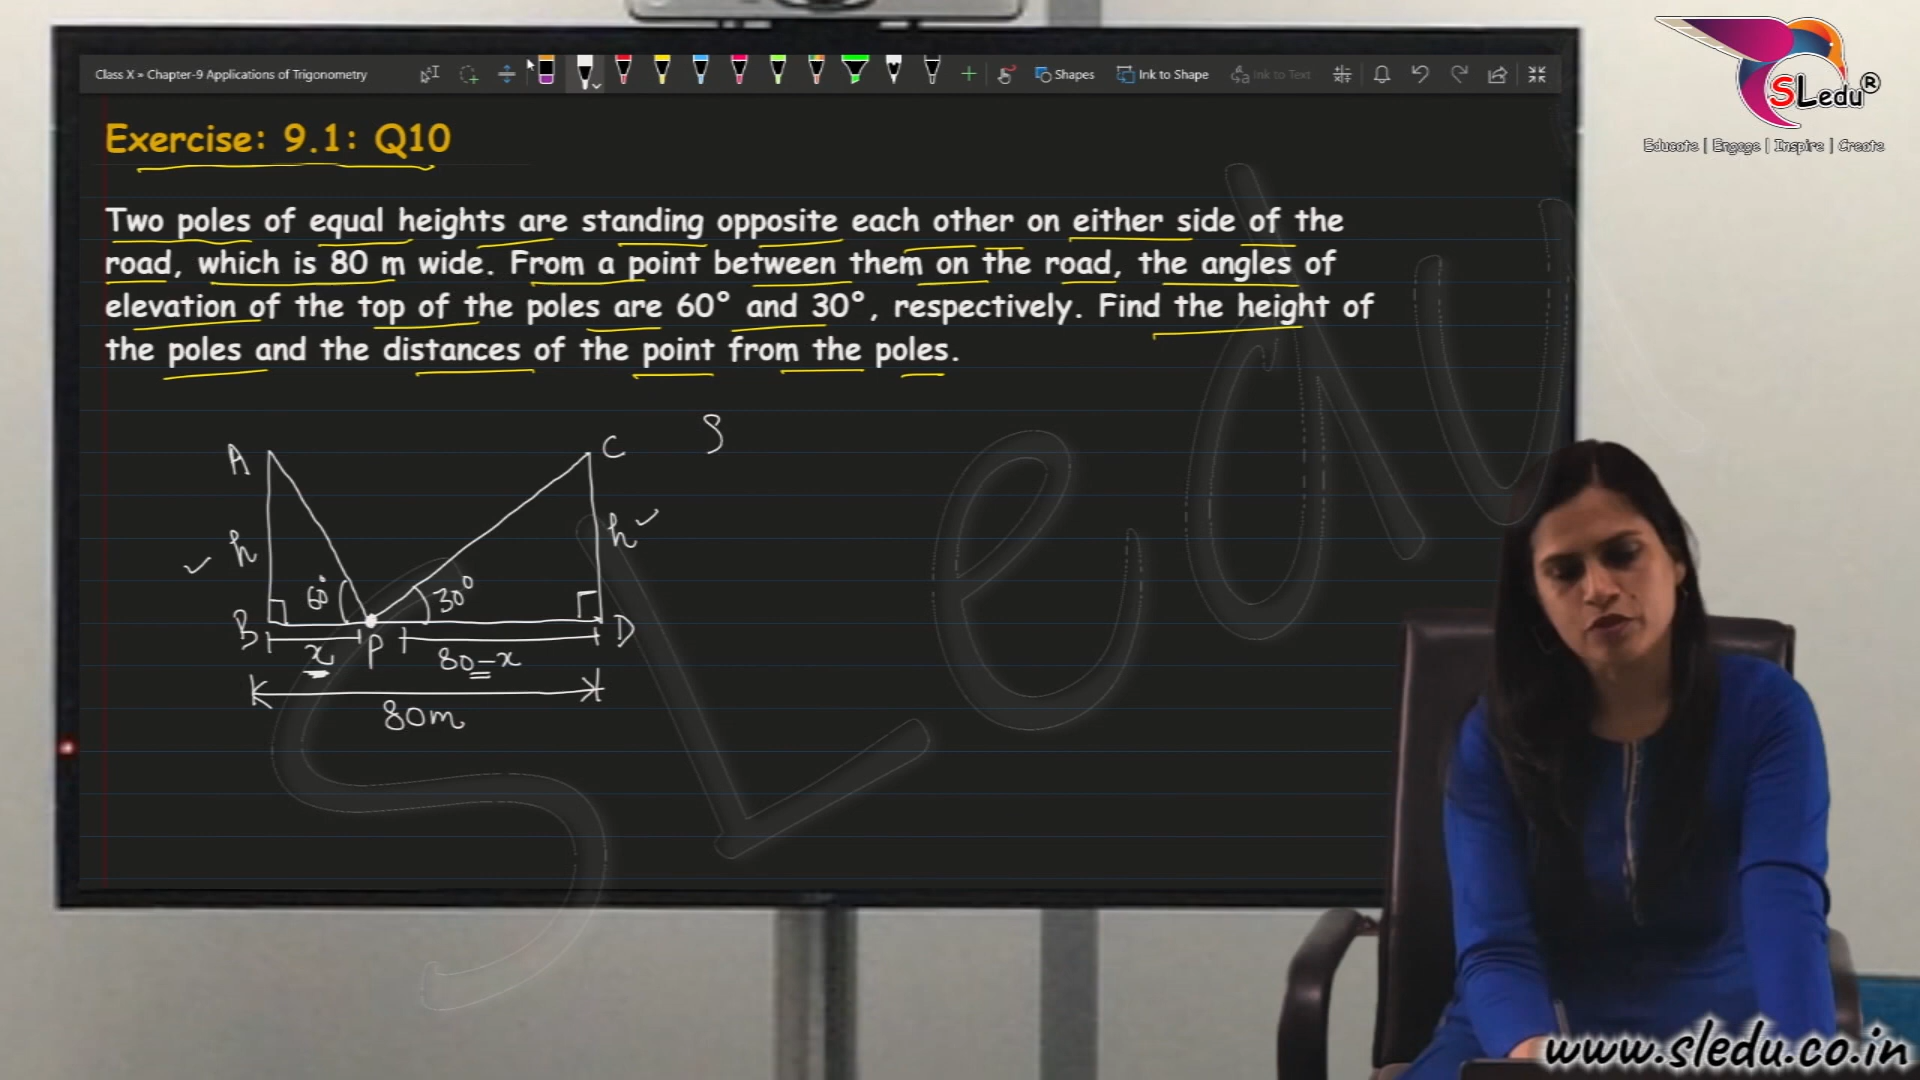 Class X » Chapter-9 Applications of Trigonometry
Shapes
Ink to Shape
Ink to Text
SLedu®
Educate | Engage | Inspire | Create
Exercise: 9.1: Q10
Two poles of equal heights are standing opposite each other on either side of the
road, which is 80 m wide. From a point between them on the road, the angles of
elevation of the top of the poles are 60° and 30°, respectively. Find the height of
the poles and the distances of the point from the poles.
A
C
S
h
h
60°
30°
B
x
P
80-x
D
80m
SLedu
www.sledu.co.in